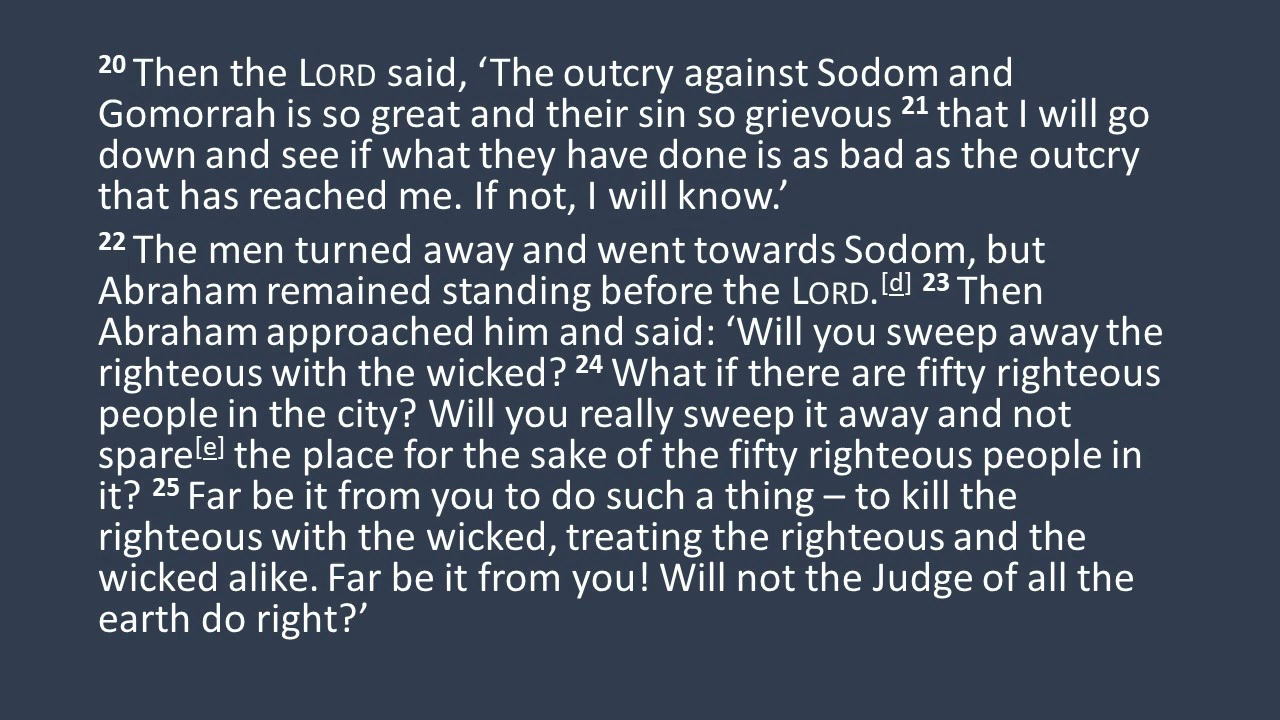 20 Then the LORD said, ‘The outcry against Sodom and
Gomorrah is so great and their sin so grievous 21 that I will go
down and see if what they have done is as bad as the outcry
that has reached me. If not, I will know.’
22 The men turned away and went towards Sodom, but
Abraham remained standing before the LORD.[d] 23 Then
Abraham approached him and said: ‘Will you sweep away the
righteous with the wicked? 24 What if there are fifty righteous
people in the city? Will you really sweep it away and not
spare[e] the place for the sake of the fifty righteous people in
it? 25 Far be it from you to do such a thing – to kill the
righteous with the wicked, treating the righteous and the
wicked alike. Far be it from you! Will not the Judge of all the
earth do right?’